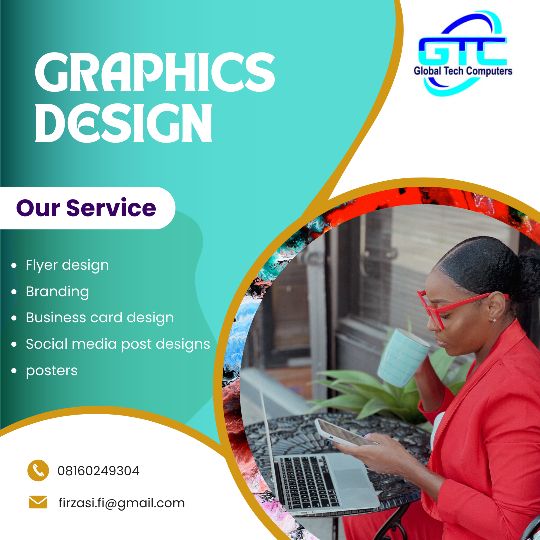 GRAPHICS
DESIGN
GTC
Global Tech Computers
Our Service
Flyer design
Branding
Business card design
Social media post designs
posters
08160249304
firzasi.fi@gmail.com